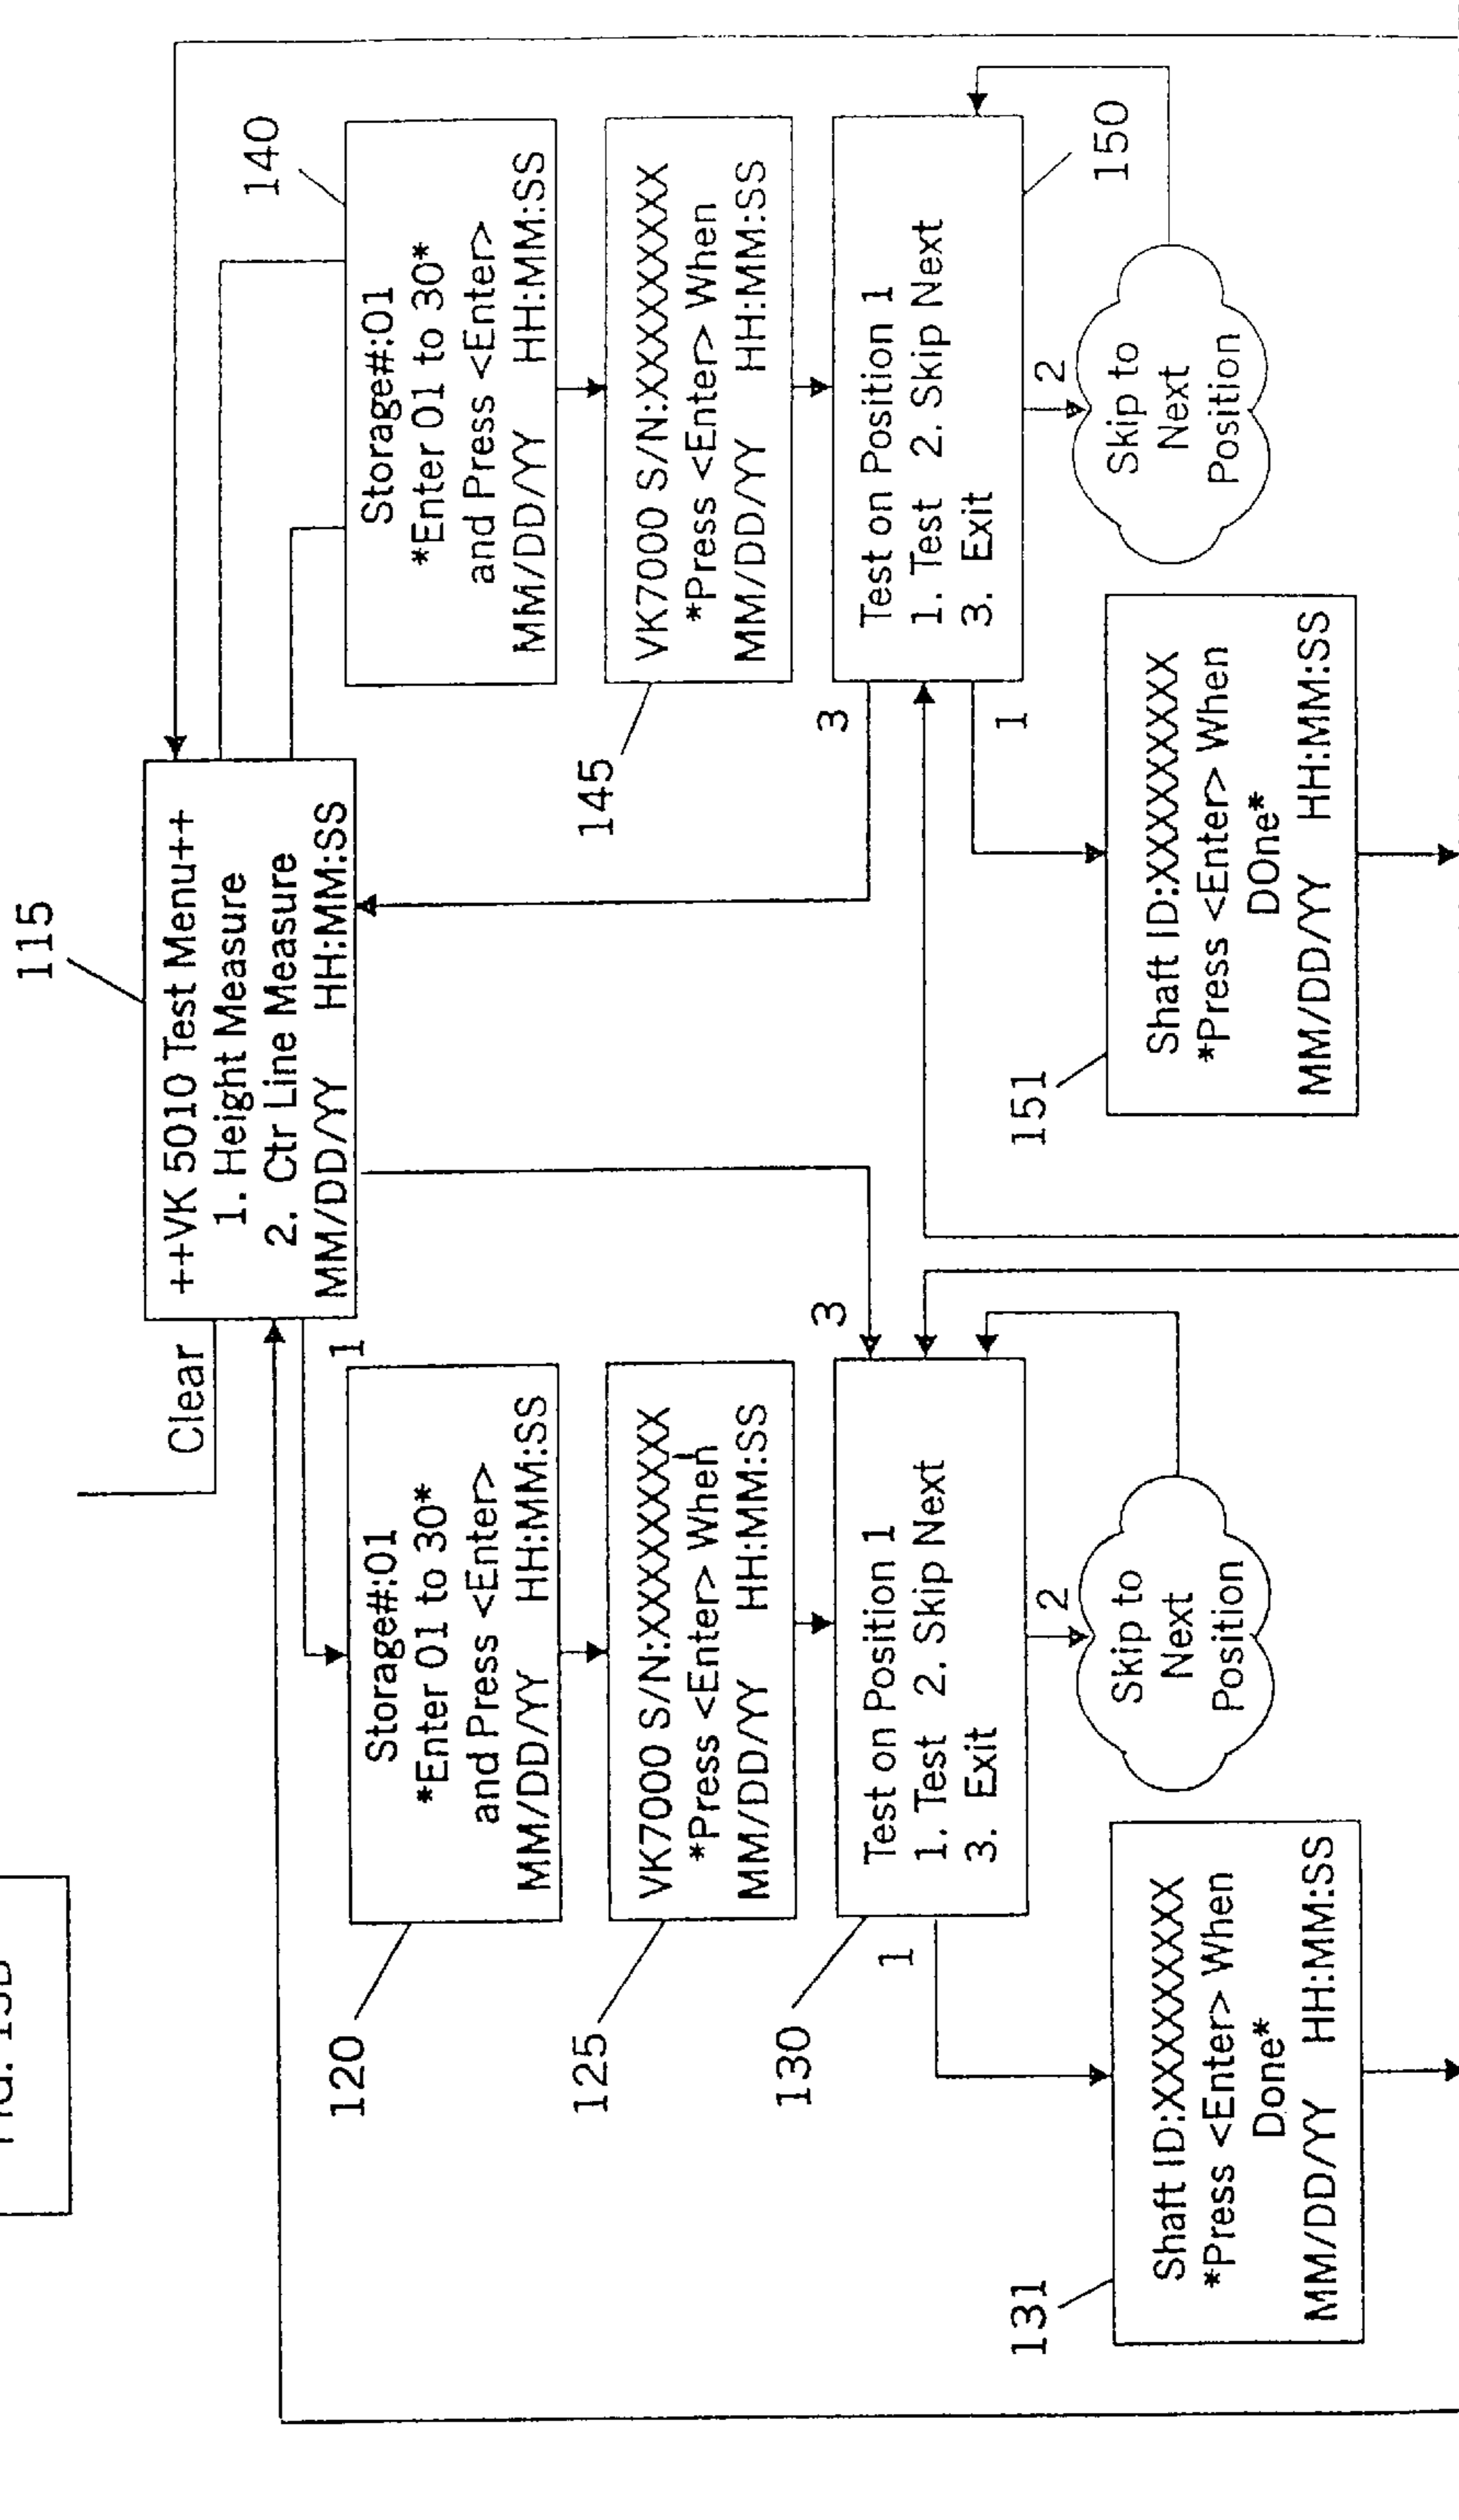 115
Clear
++VK 5010 Test Menu++
1. Height Measure
2. Ctr Line Measure
MM/DD/YY HH:MM:SS
1
120
Storage#:01
*Enter 01 to 30*
and Press <Enter>
MM/DD/YY HH:MM:SS
125
VK7000 S/N:XXXXXXXXX
*Press <Enter> When
MM/DD/YY HH:MM:SS
3
130
Test on Position 1
1. Test 2. Skip Next
3. Exit
1
2
Skip to
Next
Position
131
Shaft ID:XXXXXXXXX
*Press <Enter> When
Done*
MM/DD/YY HH:MM:SS
140
Storage#:01
*Enter 01 to 30*
and Press <Enter>
MM/DD/YY HH:MM:SS
145
VK7000 S/N:XXXXXXXXX
*Press <Enter> When
MM/DD/YY HH:MM:SS
3
Test on Position 1
1. Test 2. Skip Next
3. Exit
150
1
2
Skip to
Next
Position
151
Shaft ID:XXXXXXXXX
*Press <Enter> When
DOne*
MM/DD/YY HH:MM:SS